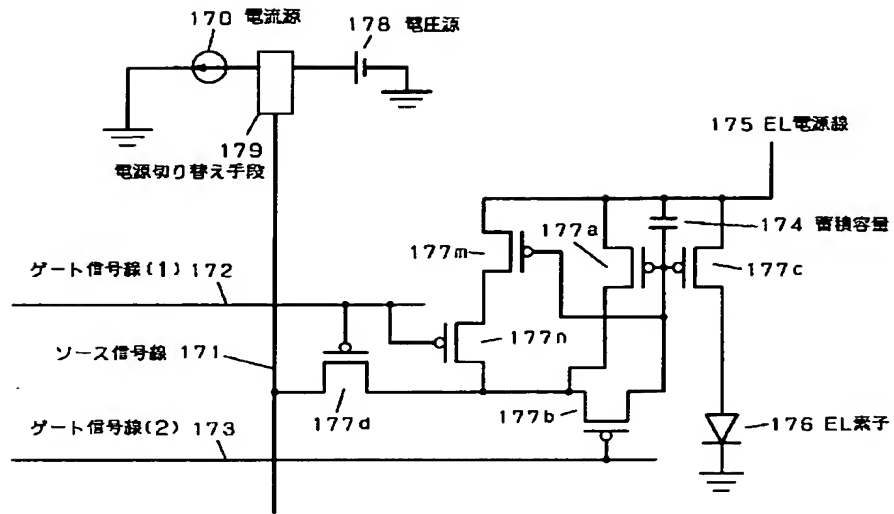 170 電流源
178 電圧源
179
電源切り替え手段
175 EL電源線
174 蓄積容量
177a
177m
177c
ゲート信号線(1) 172
177n
ソース信号線 171
177d
177b
ゲート信号線(2) 173
176 EL素子